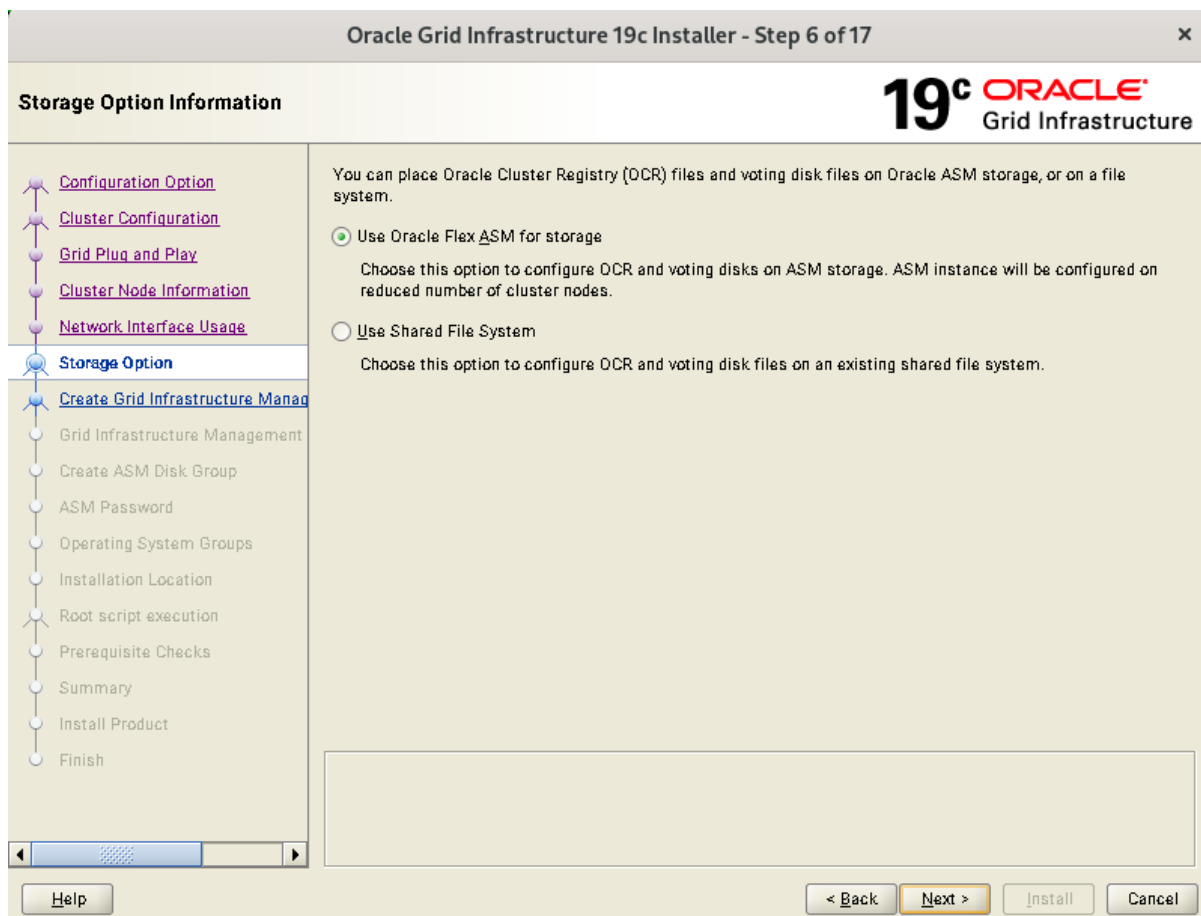 Oracle Grid Infrastructure 19c Installer - Step 6 of 17
×
Storage Option Information
19c ORACLE
Grid Infrastructure
Configuration Option
Cluster Configuration
Grid Plug and Play
Cluster Node Information
Network Interface Usage
Storage Option
Create Grid Infrastructure Manag
Grid Infrastructure Management
Create ASM Disk Group
ASM Password
Operating System Groups
Installation Location
Root script execution
Prerequisite Checks
Summary
Install Product
Finish
You can place Oracle Cluster Registry (OCR) files and voting disk files on Oracle ASM storage, or on a file
system.
Use Oracle Flex ASM for storage
Choose this option to configure OCR and voting disks on ASM storage. ASM instance will be configured on
reduced number of cluster nodes.
Use Shared File System
Choose this option to configure OCR and voting disk files on an existing shared file system.
Help
< Back
Next >
Install
Cancel